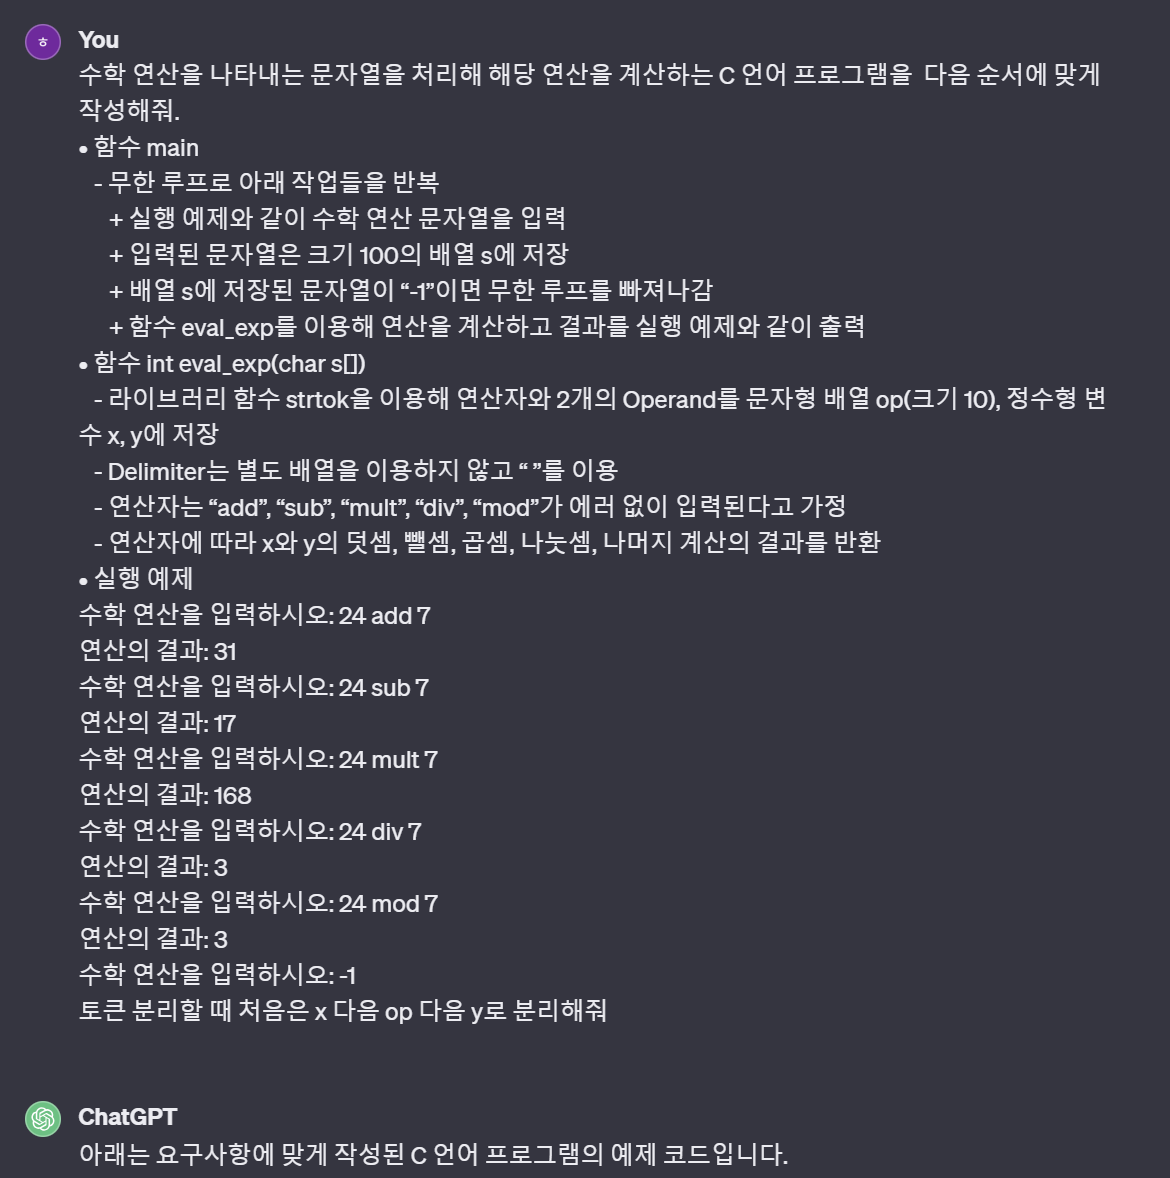 ㅎ
You
수학 연산을 나타내는 문자열을 처리해 해당 연산을 계산하는 C 언어 프로그램을  다음 순서에 맞게
작성해줘.
• 함수 main
- 무한 루프로 아래 작업들을 반복
+ 실행 예제와 같이 수학 연산 문자열을 입력
+ 입력된 문자열은 크기 100의 배열 s에 저장
+ 배열 s에 저장된 문자열이 “-1”이면 무한 루프를 빠져나감
+ 함수 eval_exp를 이용해 연산을 계산하고 결과를 실행 예제와 같이 출력
• 함수 int eval_exp(char s[])
- 라이브러리 함수 strtok을 이용해 연산자와 2개의 Operand를 문자형 배열 op(크기 10), 정수형 변
수 x, y에 저장
- Delimiter는 별도 배열을 이용하지 않고 “ ”를 이용
- 연산자는 “add”, “sub”, “mult”, “div”, “mod”가 에러 없이 입력된다고 가정
- 연산자에 따라 x와 y의 덧셈, 뺄셈, 곱셈, 나눗셈, 나머지 계산의 결과를 반환
• 실행 예제
수학 연산을 입력하시오: 24 add 7
연산의 결과: 31
수학 연산을 입력하시오: 24 sub 7
연산의 결과: 17
수학 연산을 입력하시오: 24 mult 7
연산의 결과: 168
수학 연산을 입력하시오: 24 div 7
연산의 결과: 3
수학 연산을 입력하시오: 24 mod 7
연산의 결과: 3
수학 연산을 입력하시오: -1
토큰 분리할 때 처음은 x 다음 op 다음 y로 분리해줘
ChatGPT
아래는 요구사항에 맞게 작성된 C 언어 프로그램의 예제 코드입니다.